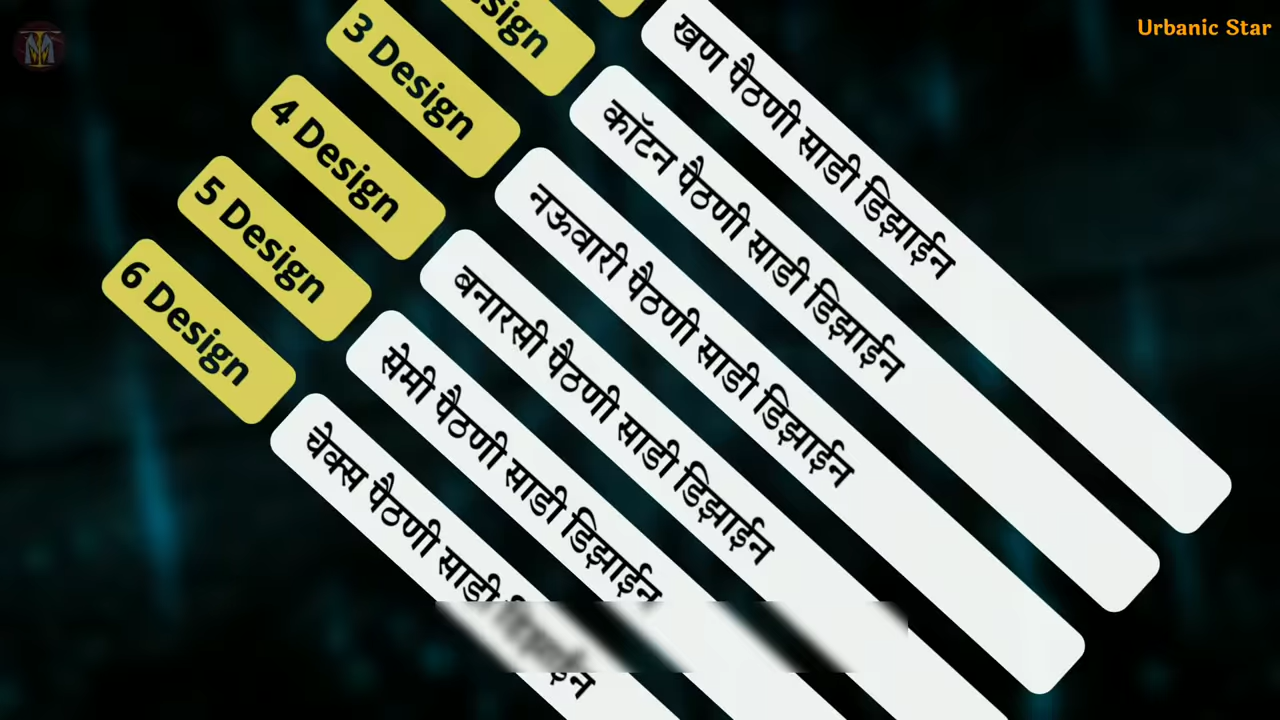 Urbanic Star
खण पैठणी साडी डिझाईन
कॉटन पैठणी साडी डिझाईन
3 Design
नऊवारी पैठणी साडी डिझाईन
4 Design
बनारसी पैठणी साडी डिझाईन
5 Design
सेमी पैठणी साडी डिझाईन
6 Design
चेक्स पैठणी साडी